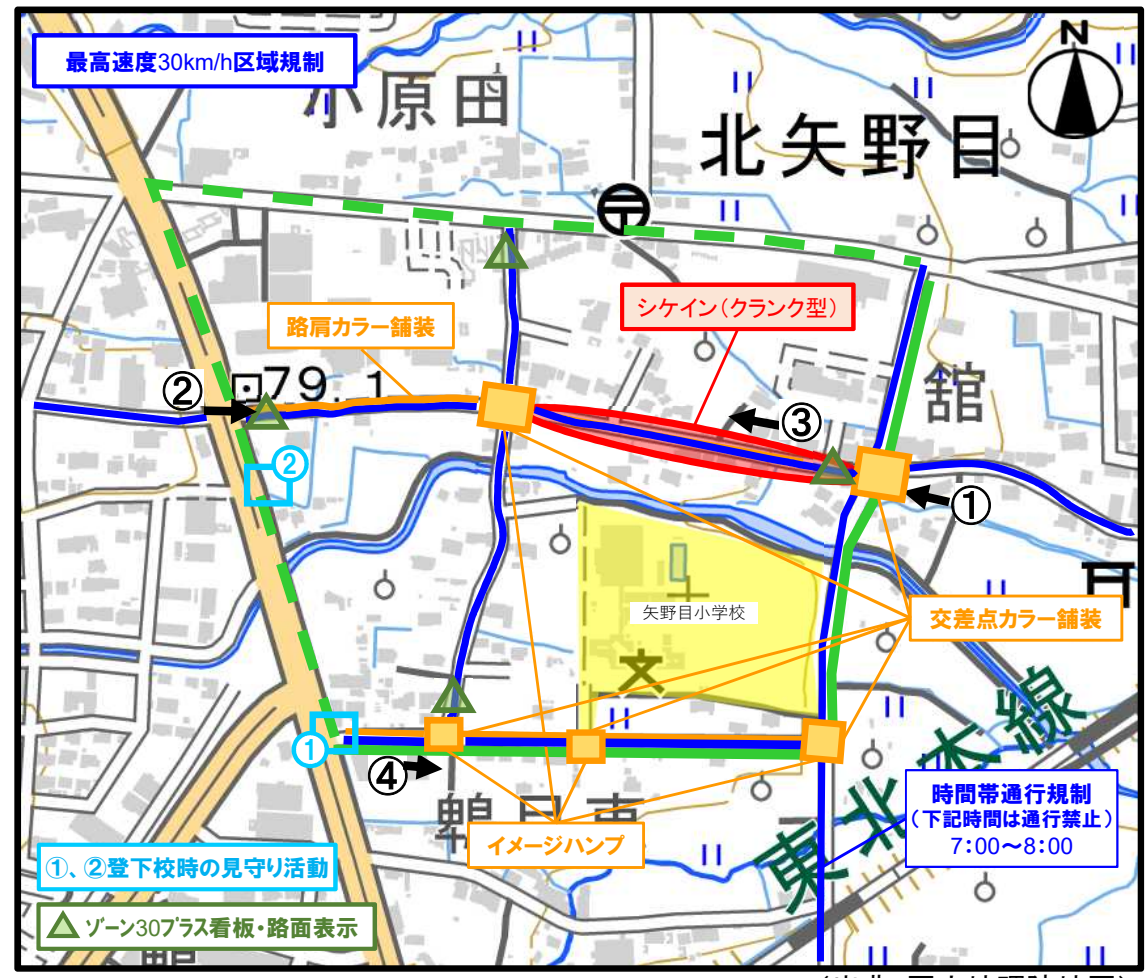 最高速度30km/h区域規制
小原田
北矢野目
N
シケイン(クランク型)
路肩カラー舗装
舘
②
79.1
③
②
①
矢野目小学校
交差点カラー舗装
①
④
イメージハンプ
東北本線
時間帯通行規制
(下記時間は通行禁止)
7:00~8:00
①、②登下校時の見守り活動
ゾーン30プラス看板・路面表示